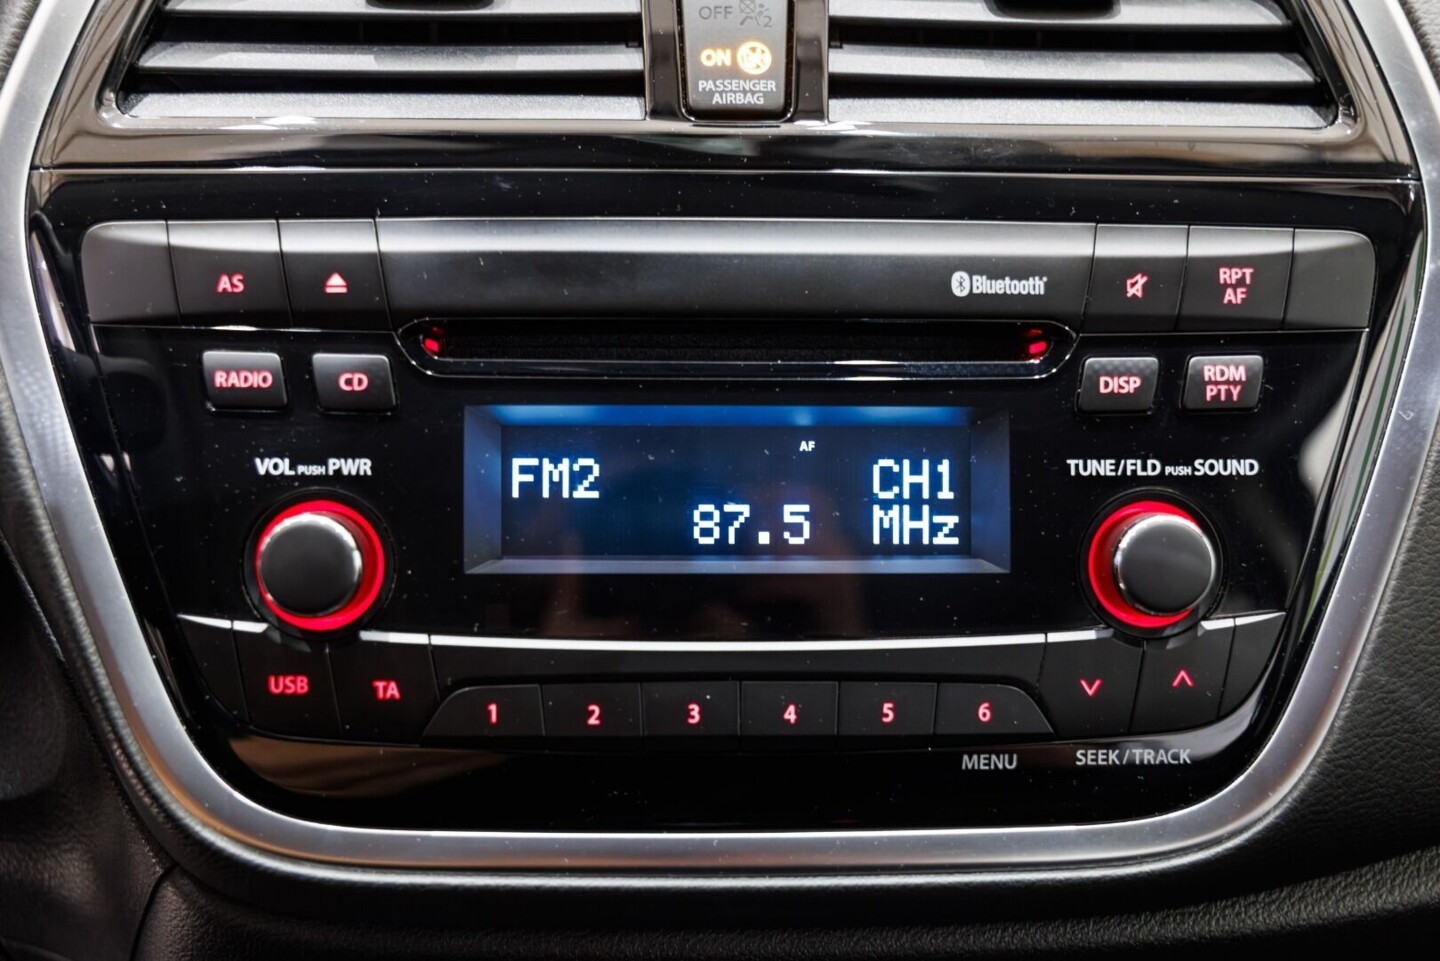 OFF 2
ON
PASSENGER
AIRBAG
AS
Bluetooth
RPT
AF
RADIO
CD
DISP
RDM
PTY
VOL PUSH PWR
TUNE/FLD PUSH SOUND
AF
FM2 CH1
87.5 MHz
USB
TA
1 2 3 4 5 6
MENU
SEEK/TRACK